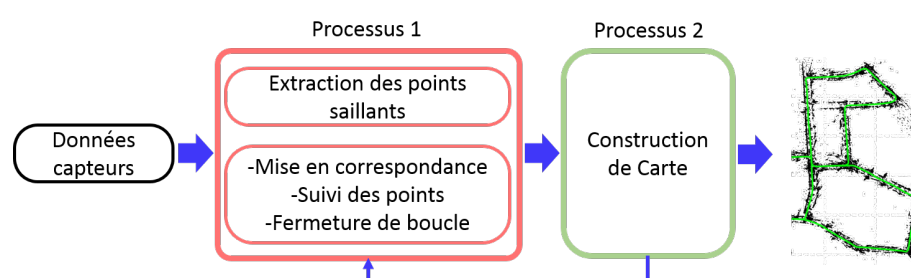 Processus 1
Processus 2
Extraction des points
saillants
Données
capteurs
-Mise en correspondance
-Suivi des points
-Fermeture de boucle
Construction
de Carte